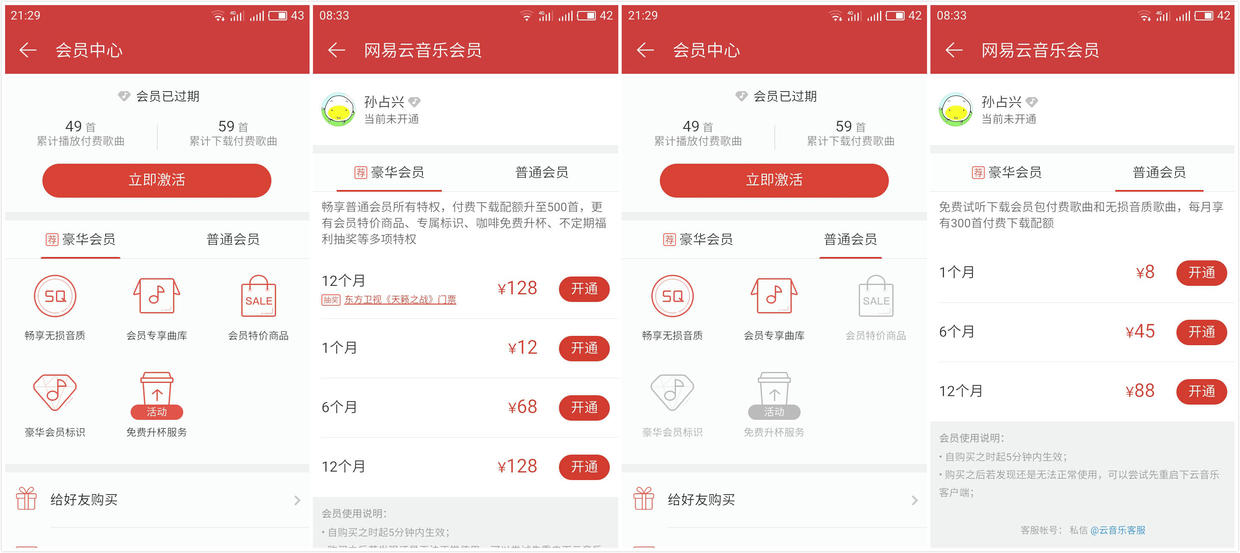 21:29
4G
43
会员中心
会员已过期
49 首
累计播放付费歌曲
59 首
累计下载付费歌曲
立即激活
荐 豪华会员
普通会员
SQ
SALE
畅享无损音质
会员专享曲库
会员特价商品
活动
豪华会员标识
免费升杯服务
给好友购买
08:33
4G
42
网易云音乐会员
孙占兴
当前未开通
荐 豪华会员
普通会员
畅享普通会员所有特权，付费下载配额升至500首，更
有会员特价商品、专属标识、咖啡免费升杯、不定期福
利抽奖等多项特权
12个月
抽奖 东方卫视《天籁之战》门票
¥128
开通
1个月
¥12
开通
6个月
¥68
开通
12个月
¥128
开通
会员使用说明：
• 自购买之时起5分钟内生效；
21:29
4G
42
会员中心
会员已过期
49 首
累计播放付费歌曲
59 首
累计下载付费歌曲
立即激活
荐 豪华会员
普通会员
SQ
SALE
畅享无损音质
会员专享曲库
会员特价商品
活动
豪华会员标识
免费升杯服务
给好友购买
08:33
4G
42
网易云音乐会员
孙占兴
当前未开通
荐 豪华会员
普通会员
免费试听下载会员包付费歌曲和无损音质歌曲，每月享
有300首付费下载配额
1个月
¥8
开通
6个月
¥45
开通
12个月
¥88
开通
会员使用说明：
• 自购买之时起5分钟内生效；
• 购买之后若发现还是无法正常使用，可以尝试先重启下云音乐
客户端；
客服帐号： 私信 @云音乐客服